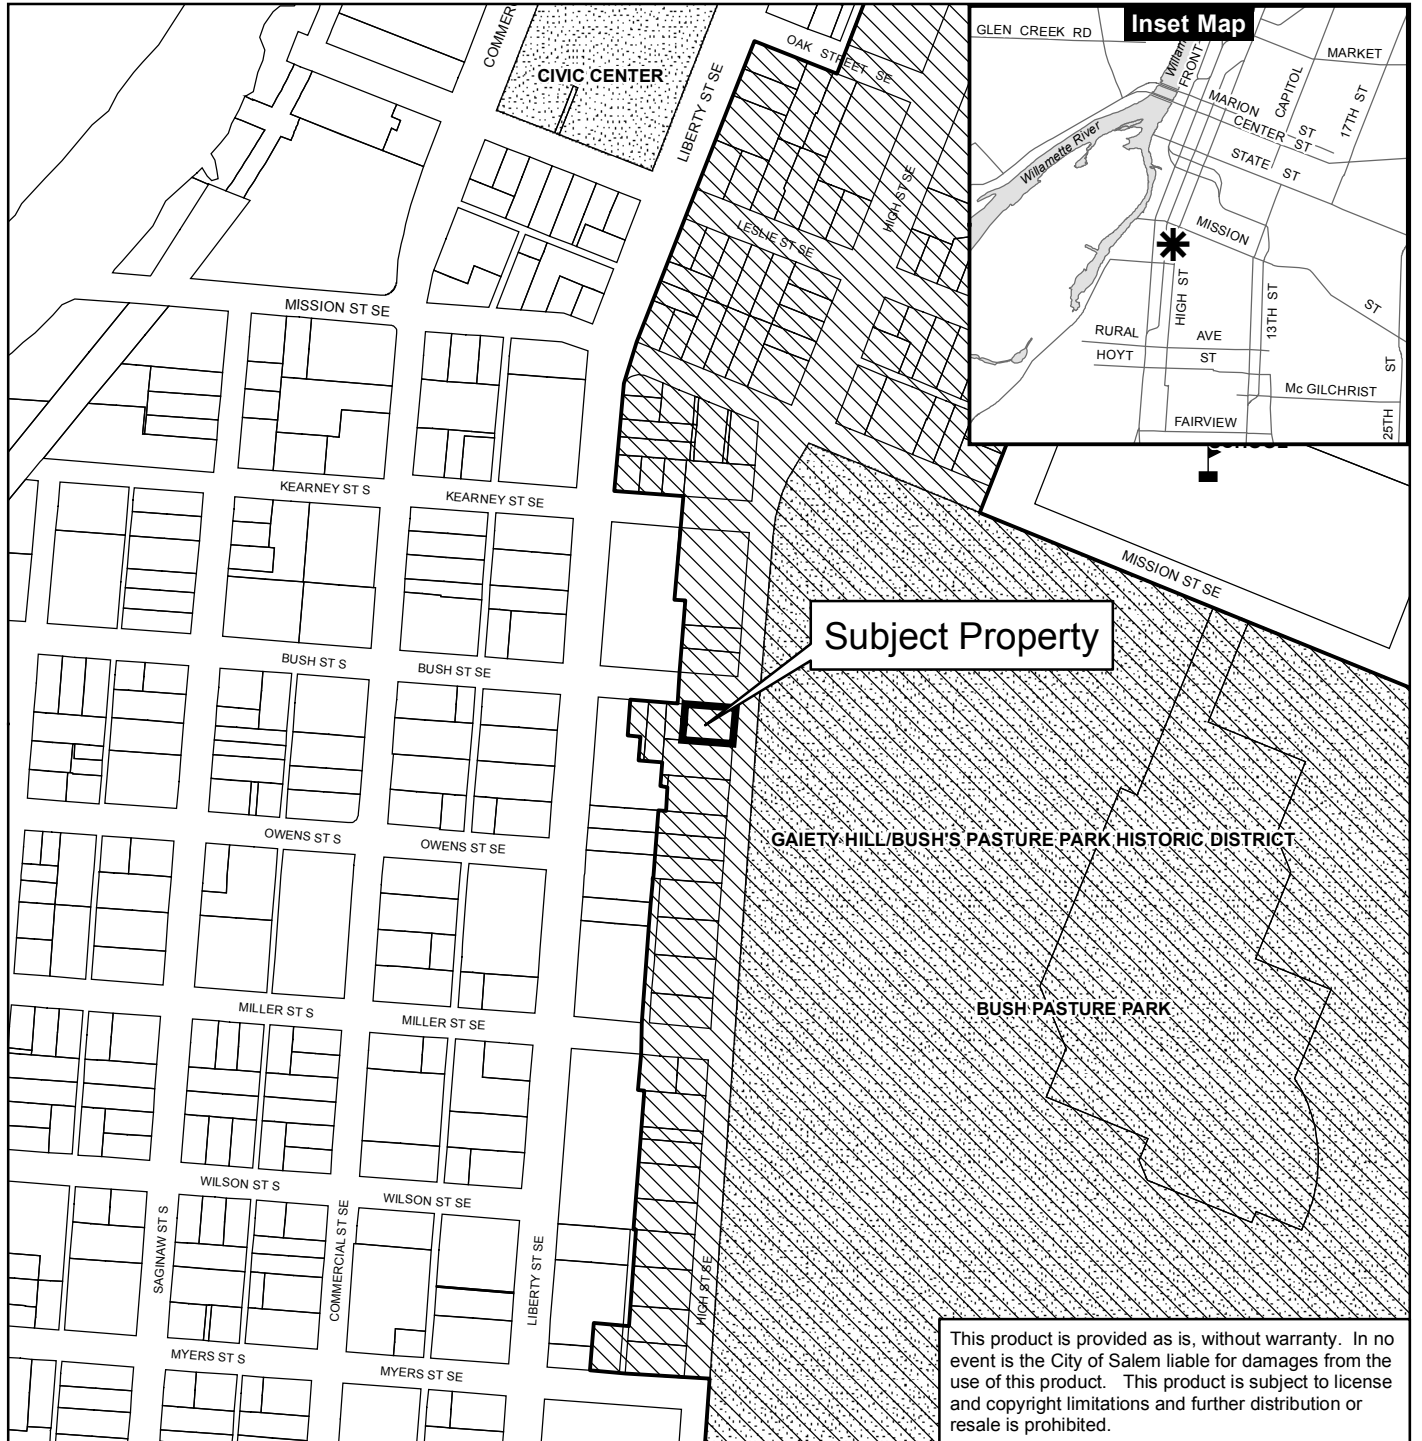 Inset Map
GLEN CREEK RD
MARKET
FRONT
CAPITOL
17TH ST
MARION ST
CENTER ST
Willamette River
STATE ST
MISSION
ST
HIGH ST
13TH ST
RURAL AVE
HOYT ST
ST
Mc GILCHRIST
25TH
FAIRVIEW
OAK STREET SE
CIVIC CENTER
LIBERTY ST SE
HIGH ST SE
LESLIE ST SE
MISSION ST SE
KEARNEY ST S
KEARNEY ST SE
MISSION ST SE
Subject Property
BUSH ST S
BUSH ST SE
OWENS ST S
OWENS ST SE
GAIETY HILL/BUSH'S PASTURE PARK HISTORIC DISTRICT
BUSH PASTURE PARK
MILLER ST S
MILLER ST SE
WILSON ST S
WILSON ST SE
SAGINAW ST S
COMMERCIAL ST SE
LIBERTY ST SE
HIGH ST SE
MYERS ST S
MYERS ST SE
This product is provided as is, without warranty. In no
event is the City of Salem liable for damages from the
use of this product. This product is subject to license
and copyright limitations and further distribution or
resale is prohibited.